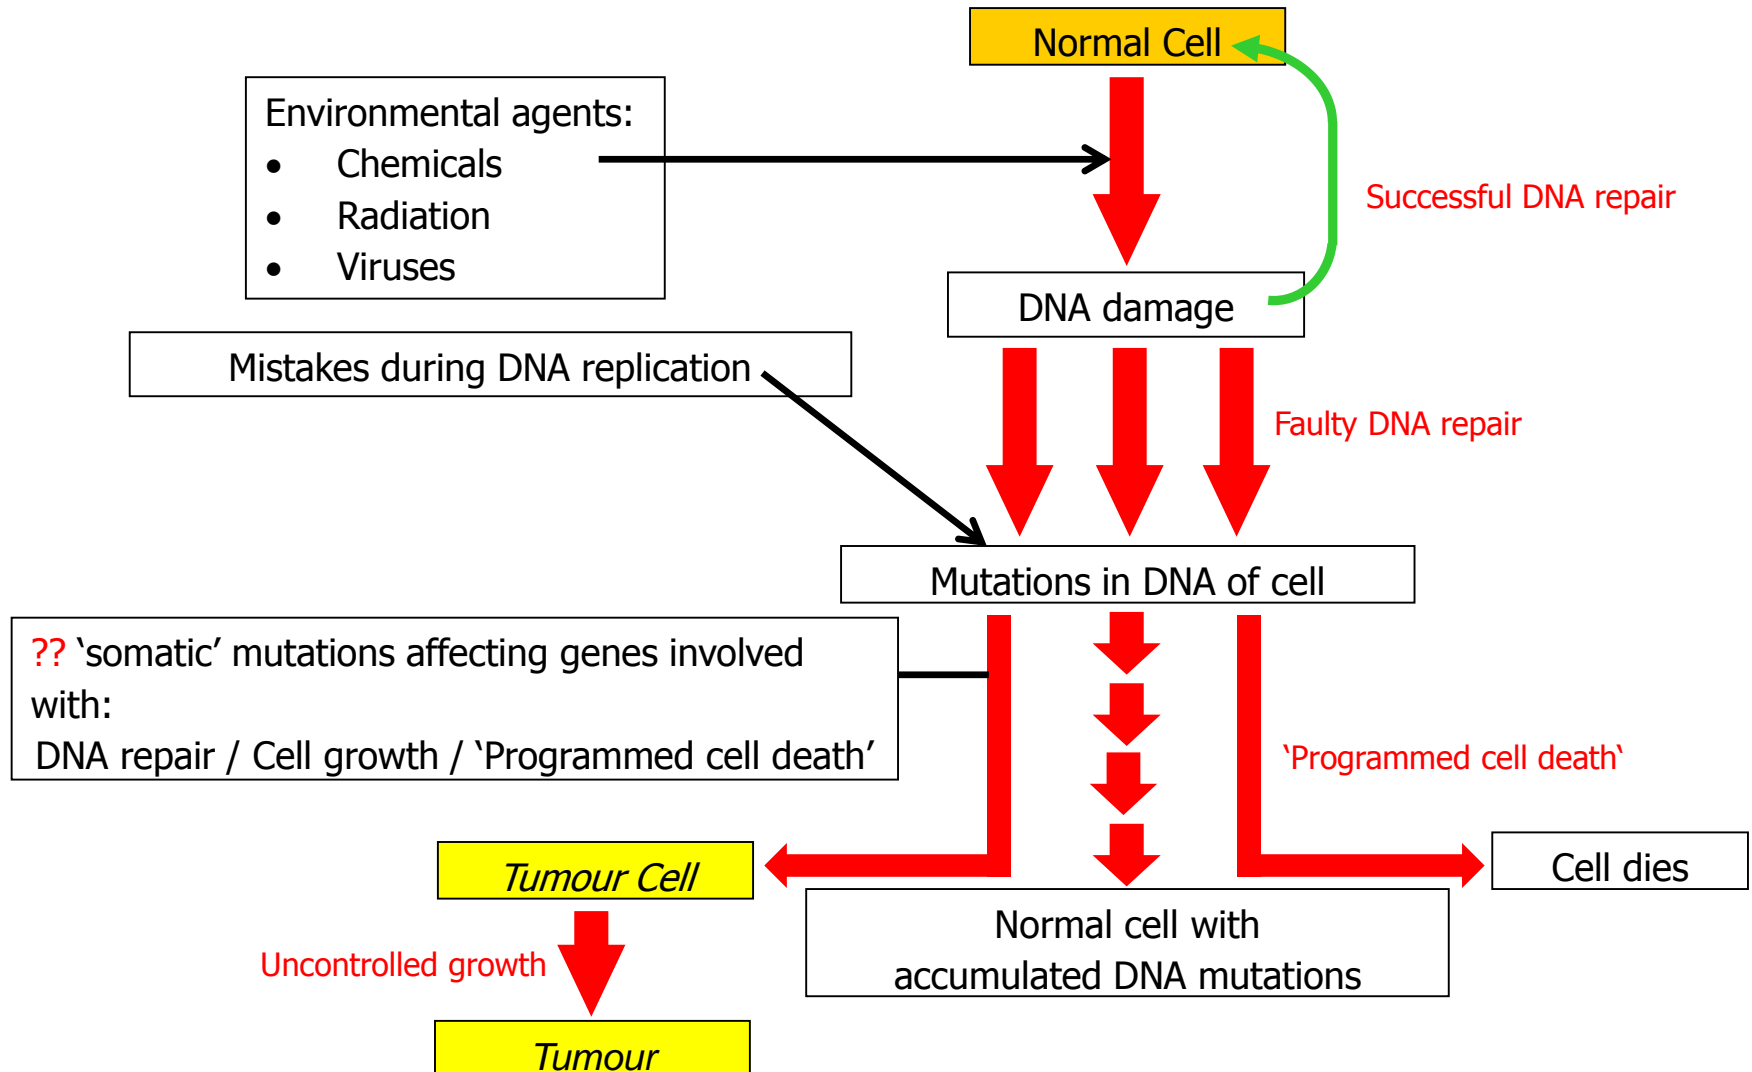 Normal Cell
Environmental agents:
• Chemicals
• Radiation
• Viruses
Successful DNA repair
DNA damage
Mistakes during DNA replication
Faulty DNA repair
Mutations in DNA of cell
?? ‘somatic’ mutations affecting genes involved
with:
DNA repair / Cell growth / ‘Programmed cell death’
‘Programmed cell death‘
Tumour Cell
Cell dies
Normal cell with
accumulated DNA mutations
Uncontrolled growth
Tumour